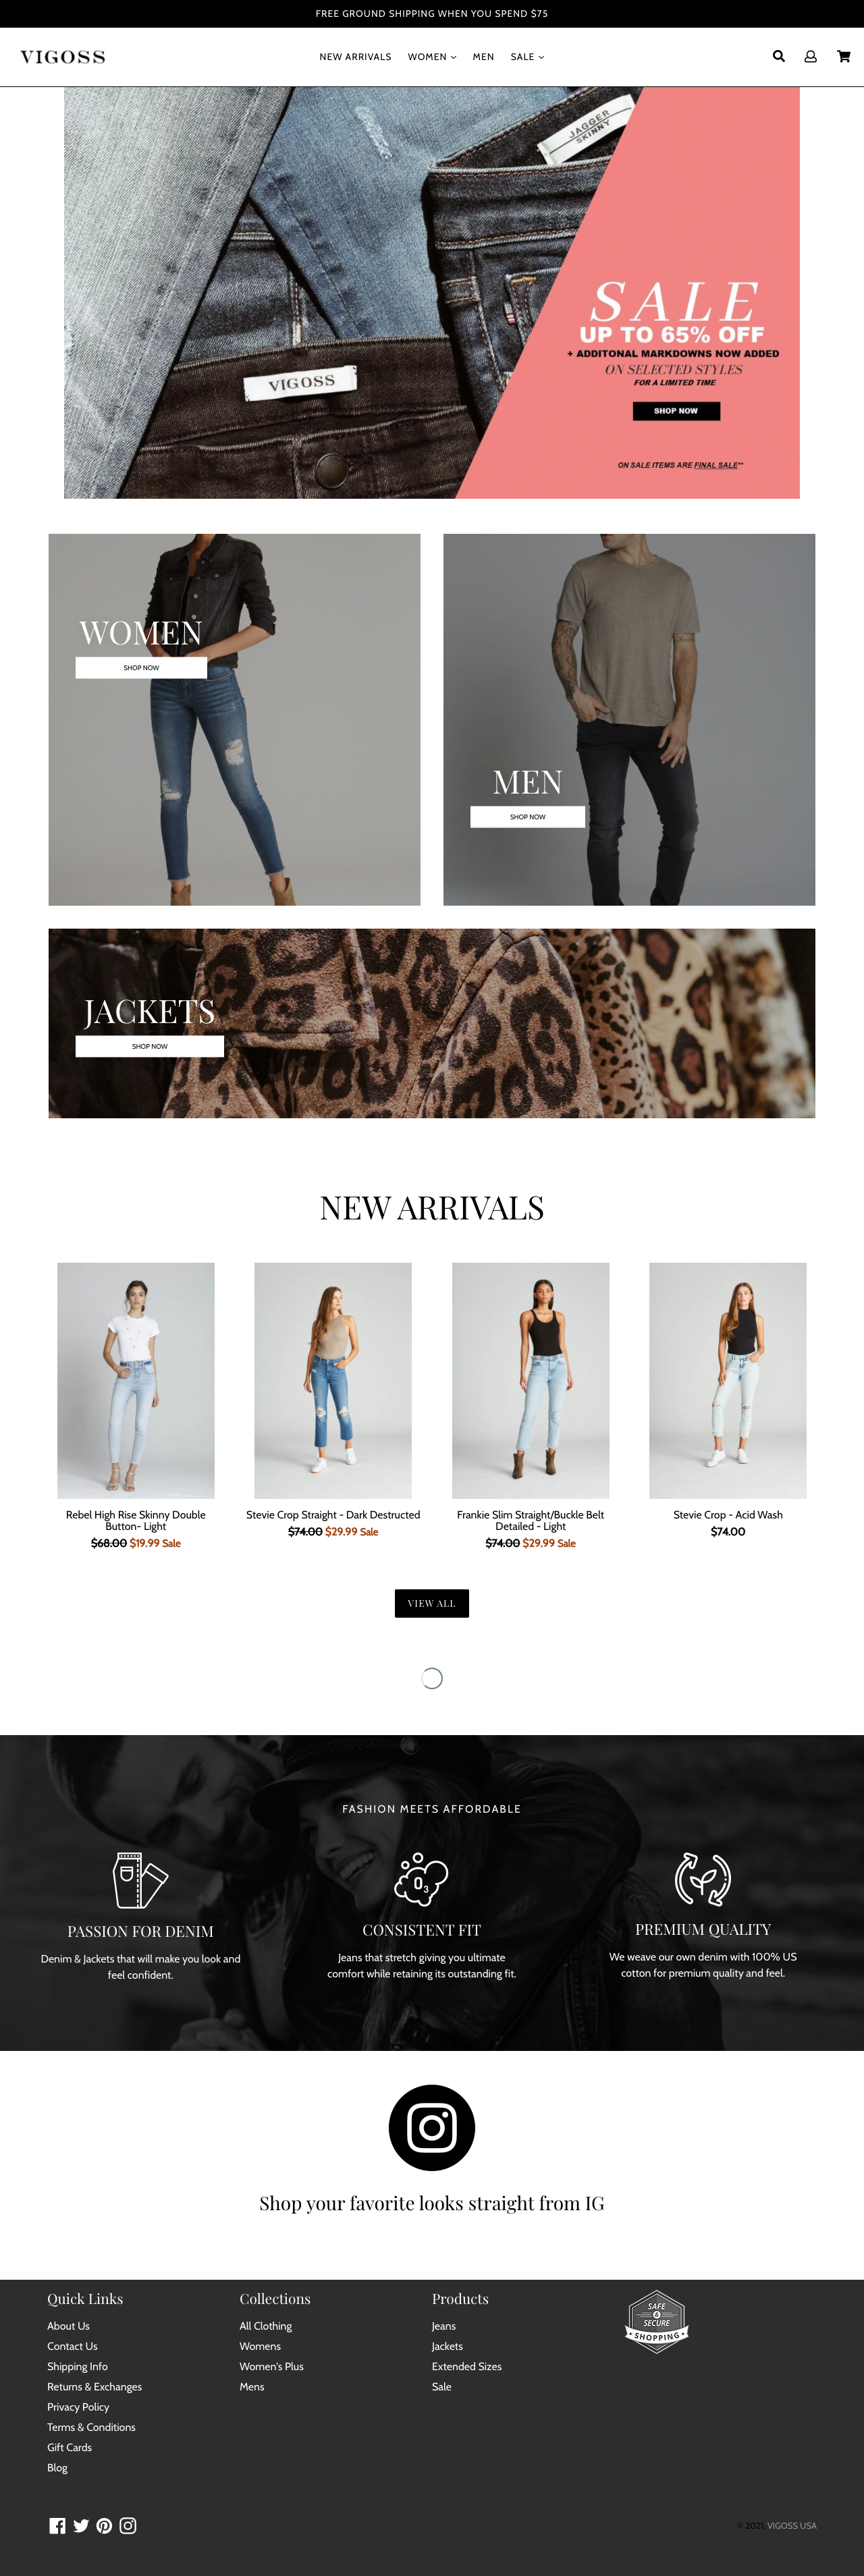 FREE GROUND SHIPPING WHEN YOU SPEND $75
VIGOSS
NEW ARRIVALS WOMEN MEN SALE
JAGGER
SKINNY
VIGOSS
SALE
UP TO 65% OFF
+ ADDITONAL MARKDOWNS NOW ADDED
ON SELECTED STYLES
FOR A LIMITED TIME
SHOP NOW
ON SALE ITEMS ARE FINAL SALE**
WOMEN
SHOP NOW
MEN
SHOP NOW
JACKETS
SHOP NOW
NEW ARRIVALS
Rebel High Rise Skinny Double
Button- Light
$68.00 $19.99 Sale
Stevie Crop Straight - Dark Destructed
$74.00 $29.99 Sale
Frankie Slim Straight/Buckle Belt
Detailed - Light
$74.00 $29.99 Sale
Stevie Crop - Acid Wash
$74.00
VIEW ALL
FASHION MEETS AFFORDABLE
PASSION FOR DENIM
Denim & Jackets that will make you look and
feel confident.
O3
CONSISTENT FIT
Jeans that stretch giving you ultimate
comfort while retaining its outstanding fit.
PREMIUM QUALITY
We weave our own denim with 100% US
cotton for premium quality and feel.
Shop your favorite looks straight from IG
Quick Links
About Us
Contact Us
Shipping Info
Returns & Exchanges
Privacy Policy
Terms & Conditions
Gift Cards
Blog
Collections
All Clothing
Womens
Women's Plus
Mens
Products
Jeans
Jackets
Extended Sizes
Sale
SAFE
&
SECURE
SHOPPING
© 2021, VIGOSS USA